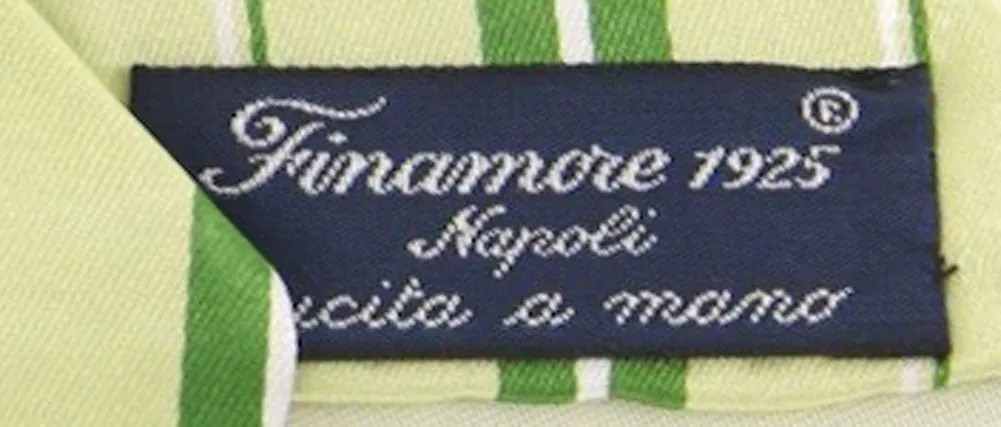 Finamore 1925®
Napoli
ucita a mano